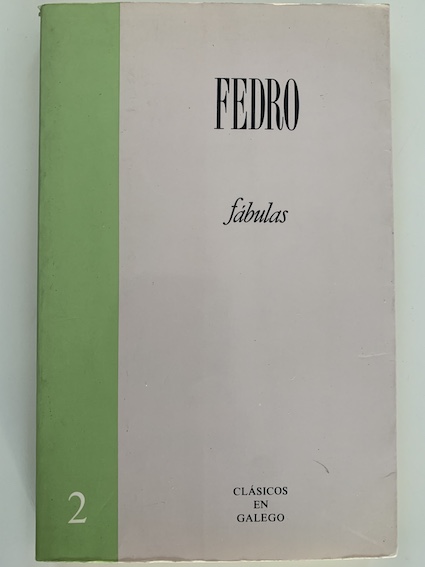 FEDRO
fábulas
2
CLÁSICOS
EN
GALEGO